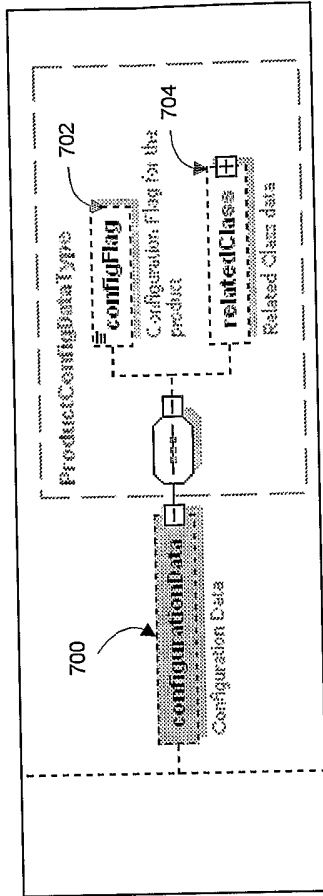 ProductConfigDataType
702
configFlag
Configuration Flag for the
product
700
configurationData
Configuration Data
704
relatedClass
Related Class data